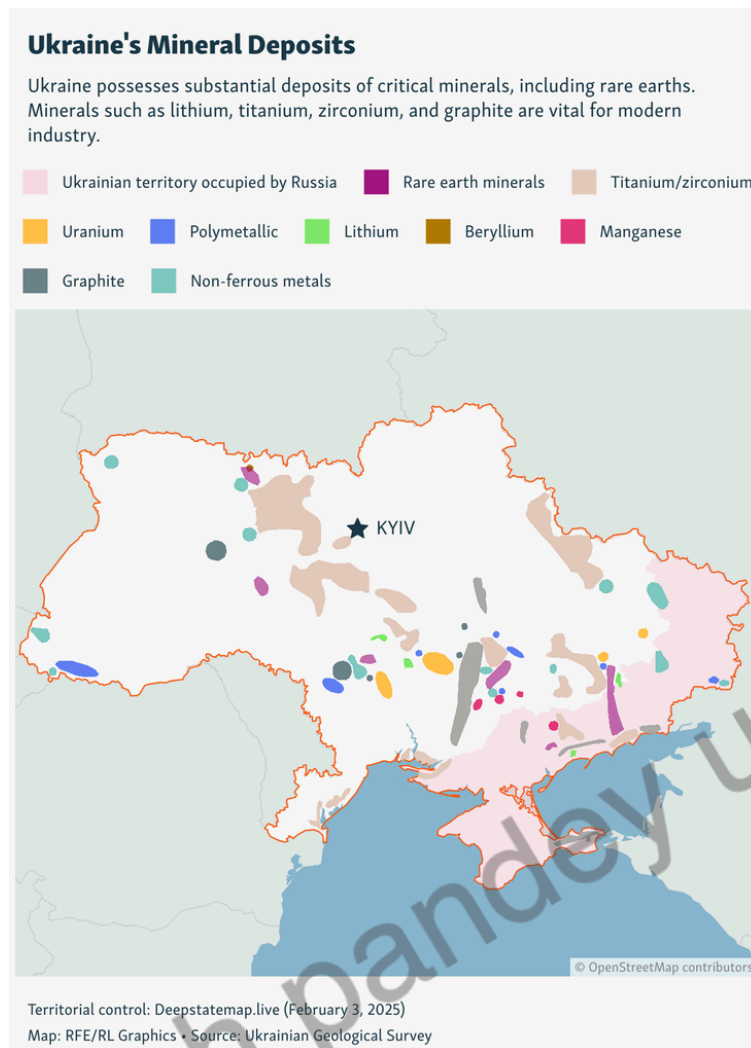 Ukraine's Mineral Deposits
Ukraine possesses substantial deposits of critical minerals, including rare earths.
Minerals such as lithium, titanium, zirconium, and graphite are vital for modern
industry.
Ukrainian territory occupied by Russia Rare earth minerals Titanium/zirconium
Uranium Polymetallic Lithium Beryllium Manganese
Graphite Non-ferrous metals
KYIV
© OpenStreetMap contributors
Territorial control: Deepstatemap.live (February 3, 2025)
Map: RFE/RL Graphics • Source: Ukrainian Geological Survey
h pandey u